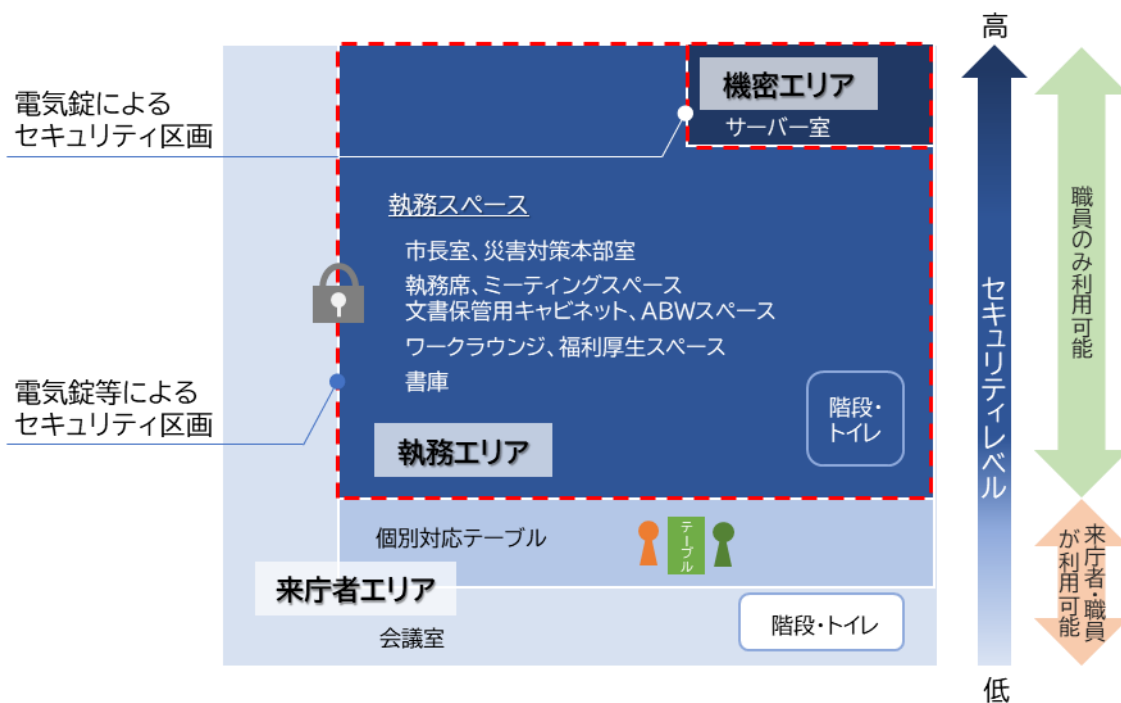 高
電気錠による
セキュリティ区画
機密エリア
サーバー室
執務スペース
市長室、災害対策本部室
執務席、ミーティングスペース
文書保管用キャビネット、ABWスペース
ワークラウンジ、福利厚生スペース
書庫
電気錠等による
セキュリティ区画
階段・
トイレ
執務エリア
個別対応テーブル
テーブル
来庁者エリア
会議室
階段・トイレ
セキュリティレベル
職員のみ利用可能
来庁者・職員
が利用可能
低